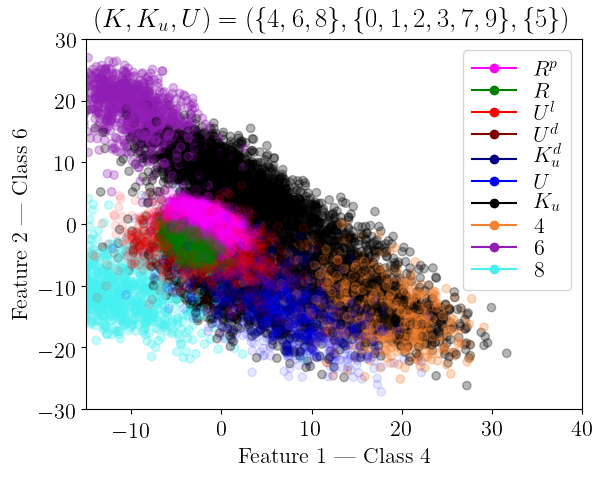 (K, K_u, U) = ({4, 6, 8}, {0, 1, 2, 3, 7, 9}, {5})
30
20
10
0
−10
−20
−30
Feature 2 — Class 6
R^p
R
U^l
U^d
K_u^d
U
K_u
4
6
8
−10
0
10
20
30
40
Feature 1 — Class 4